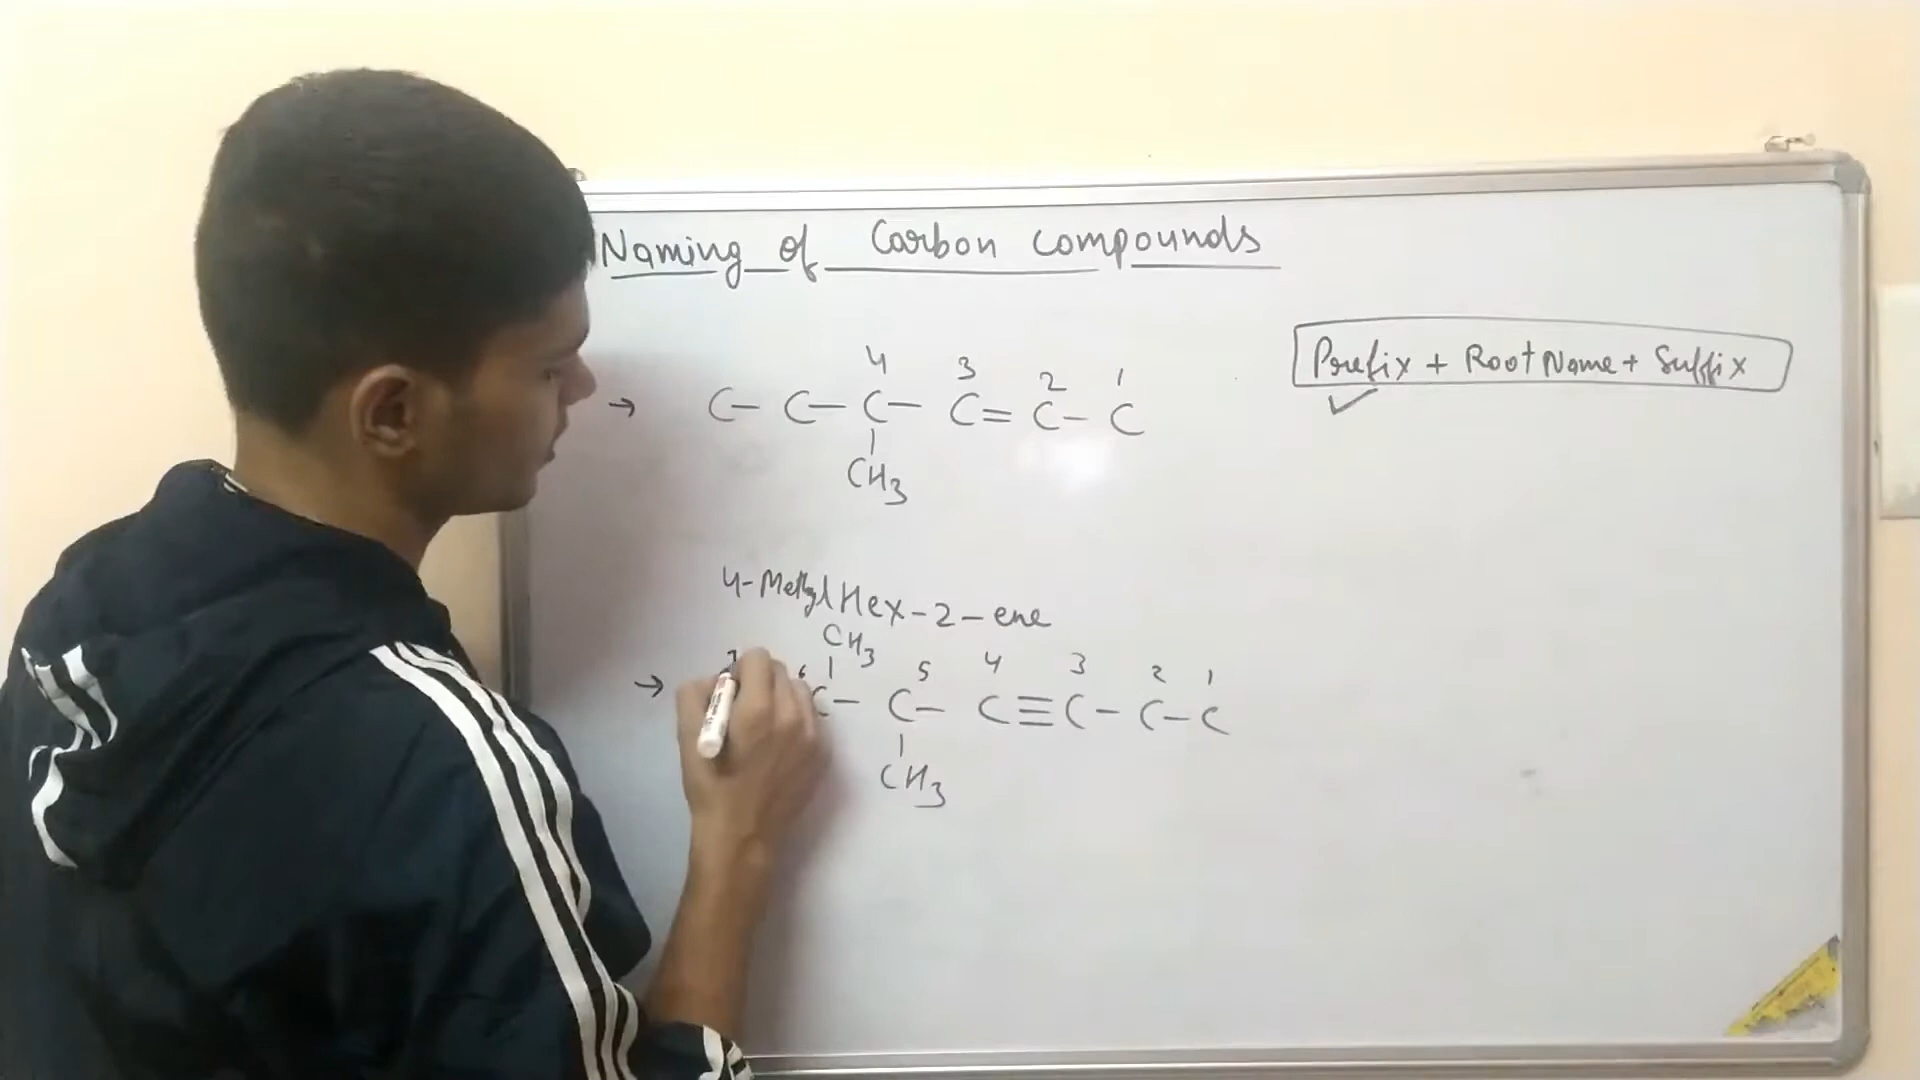 Naming of Carbon compounds
Prefix + Root Name + Suffix
4 3 2 1
→ C – C – C – C = C – C
CH3
4-Methyl Hex-2-ene
CH3
7 6 5 4 3 2 1
→ C – C – C ≡ C – C – C
CH3